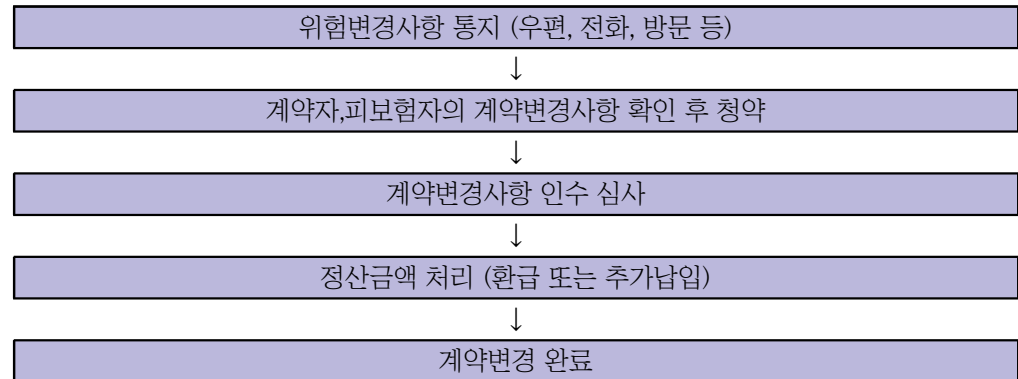 위험변경사항 통지 (우편, 전화, 방문 등)
↓
계약자,피보험자의 계약변경사항 확인 후 청약
↓
계약변경사항 인수 심사
↓
정산금액 처리 (환급 또는 추가납입)
↓
계약변경 완료